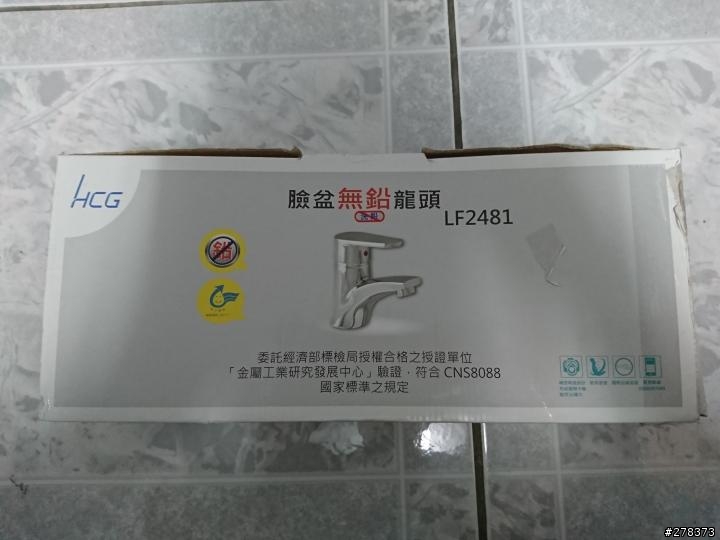 HCG
臉盆無鉛龍頭
LF2481
鉛
委託經濟部標檢局授權合格之授證單位
「金屬工業研究發展中心」驗證，符合 CNS8088
國家標準之規定
#278373